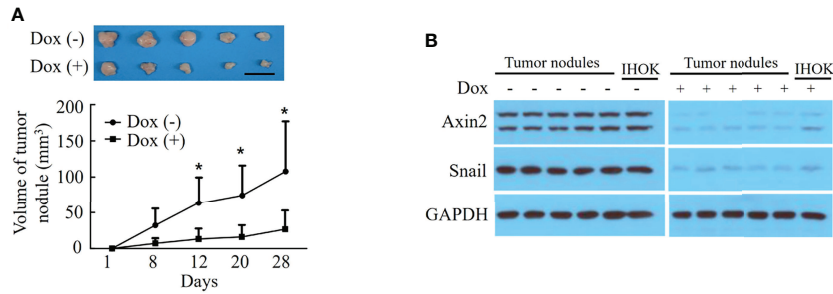 A
Dox (-)
Dox (+)
Volume of tumor
nodule (mm³)
200
150
100
50
0
Dox (-)
Dox (+)
*
*
*
1 8 12 20 28
Days
B
Tumor nodules IHOK Tumor nodules IHOK
Dox - - - - - - + + + + + +
Axin2
Snail
GAPDH